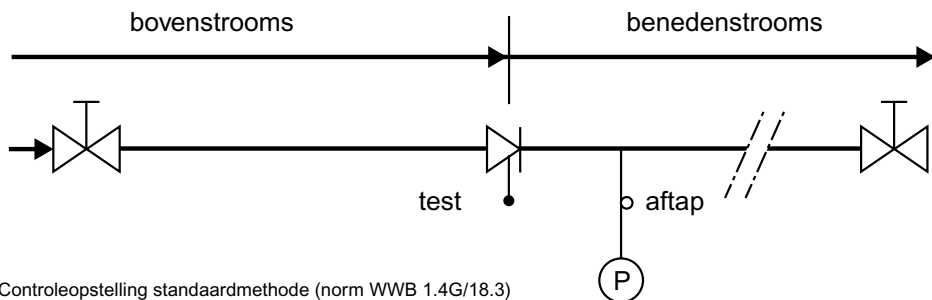 bovenstrooms
benedenstrooms
test
aftap
P
Controleopstelling standaardmethode (norm WWB 1.4G/18.3)